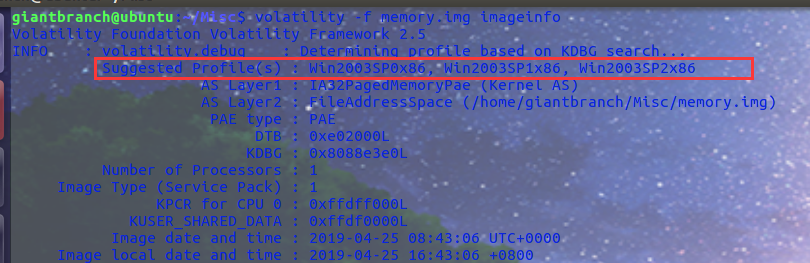 giantbranch@ubuntu:~/Misc$ volatility -f memory.img imageinfo
Volatility Foundation Volatility Framework 2.5
INFO    : volatility.debug    : Determining profile based on KDBG search...
Suggested Profile(s) : Win2003SP0x86, Win2003SP1x86, Win2003SP2x86
AS Layer1 : IA32PagedMemoryPae (Kernel AS)
AS Layer2 : FileAddressSpace (/home/giantbranch/Misc/memory.img)
PAE type : PAE
DTB : 0xe02000L
KDBG : 0x8088e3e0L
Number of Processors : 1
Image Type (Service Pack) : 1
KPCR for CPU 0 : 0xffdff000L
KUSER_SHARED_DATA : 0xffdf0000L
Image date and time : 2019-04-25 08:43:06 UTC+0000
Image local date and time : 2019-04-25 16:43:06 +0800